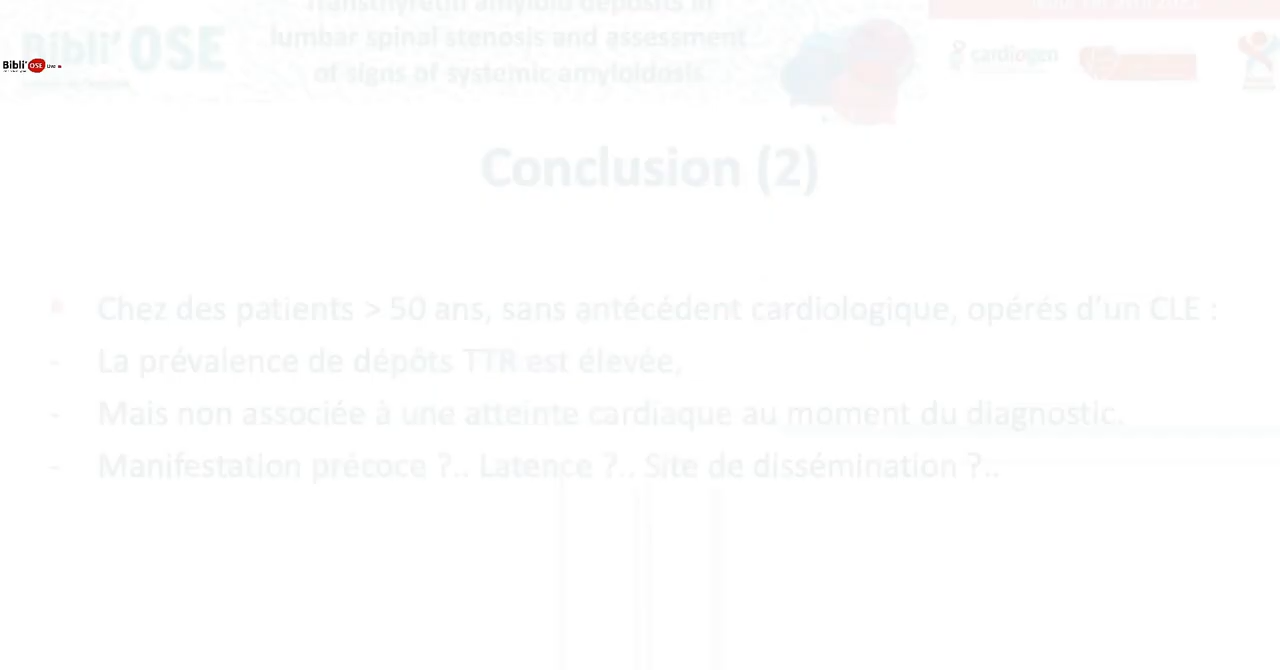 Transthyretin amyloid deposits in
lumbar spinal stenosis and assessment
of signs of systemic amyloidosis
Bibli' OSE
Bibli' OSE
cardiogen
Conclusion (2)
Chez des patients > 50 ans, sans antécédent cardiologique, opérés d'un CLE :
- La prévalence de dépôts TTR est élevée,
- Mais non associée à une atteinte cardiaque au moment du diagnostic.
- Manifestation précoce ?.. Latence ?.. Site de dissémination ?..